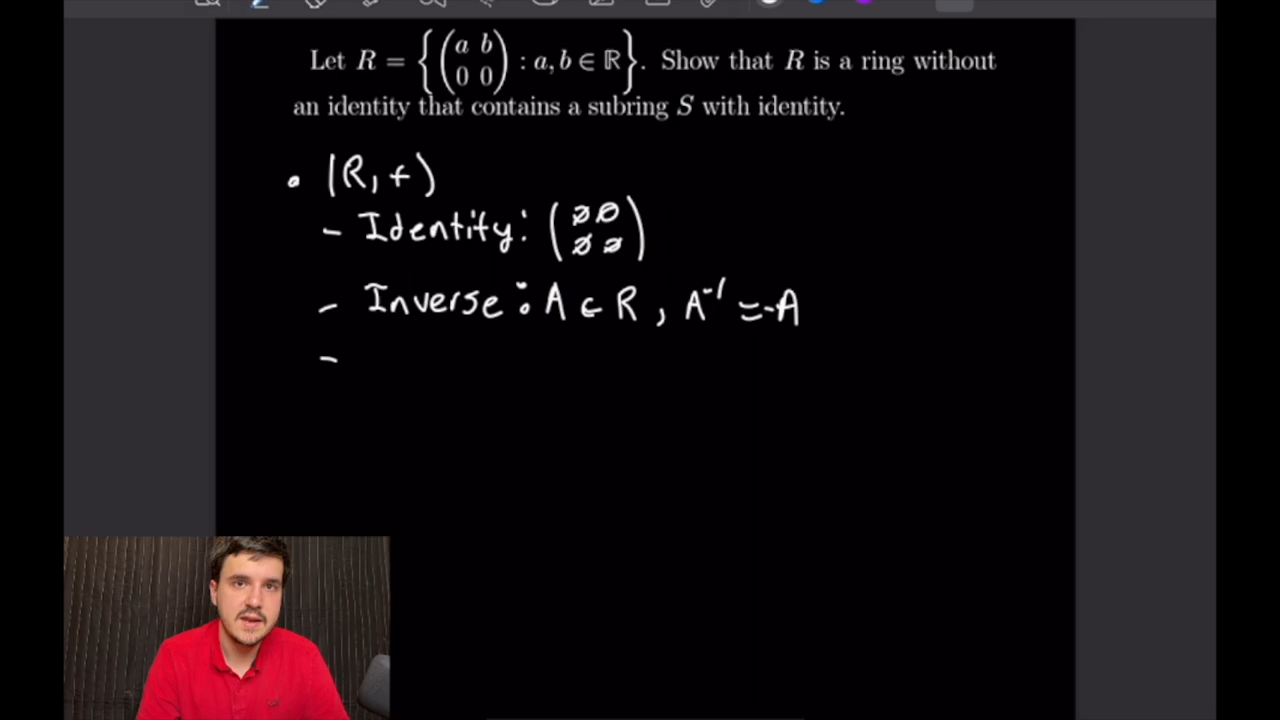 Let R = { ( a b ; 0 0 ) : a, b ∈ ℝ }. Show that R is a ring without
an identity that contains a subring S with identity.
• (R, +)
- Identity: ( 0 0 ; 0 0 )
- Inverse: A ∈ R, A⁻¹ = -A
-